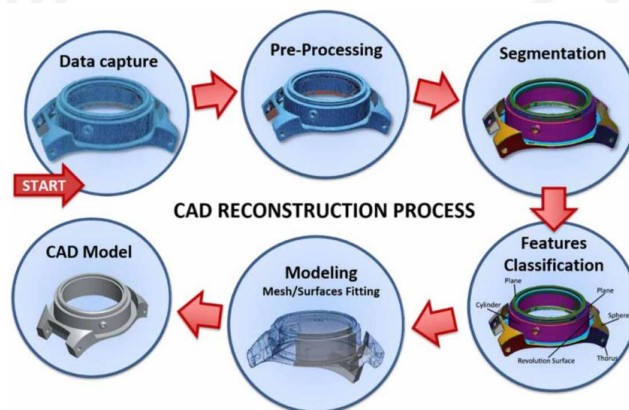 Data capture
Pre-Processing
Segmentation
START
CAD RECONSTRUCTION PROCESS
CAD Model
Modeling
Mesh/Surfaces Fitting
Features
Classification
Plane
Plane
Cylinder
Sphere
Revolution Surface
Thorus